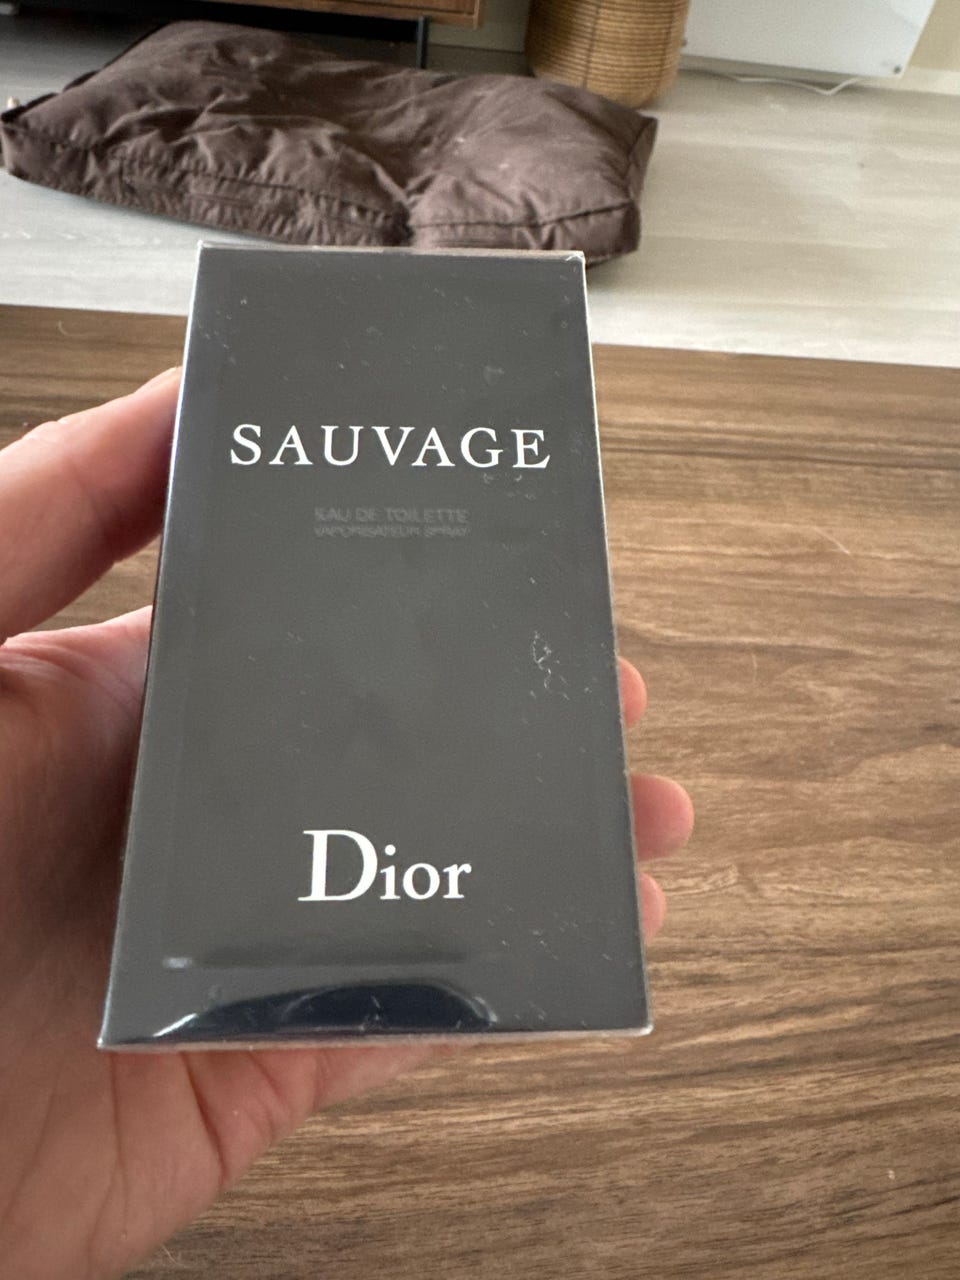 SAUVAGE
EAU DE TOILETTE
VAPORISATEUR SPRAY
Dior